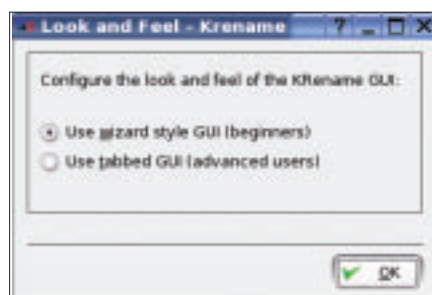 Look and Feel - Krename
Configure the look and feel of the KRename GUI:
Use wizard style GUI (beginners)
Use tabbed GUI (advanced users)
OK